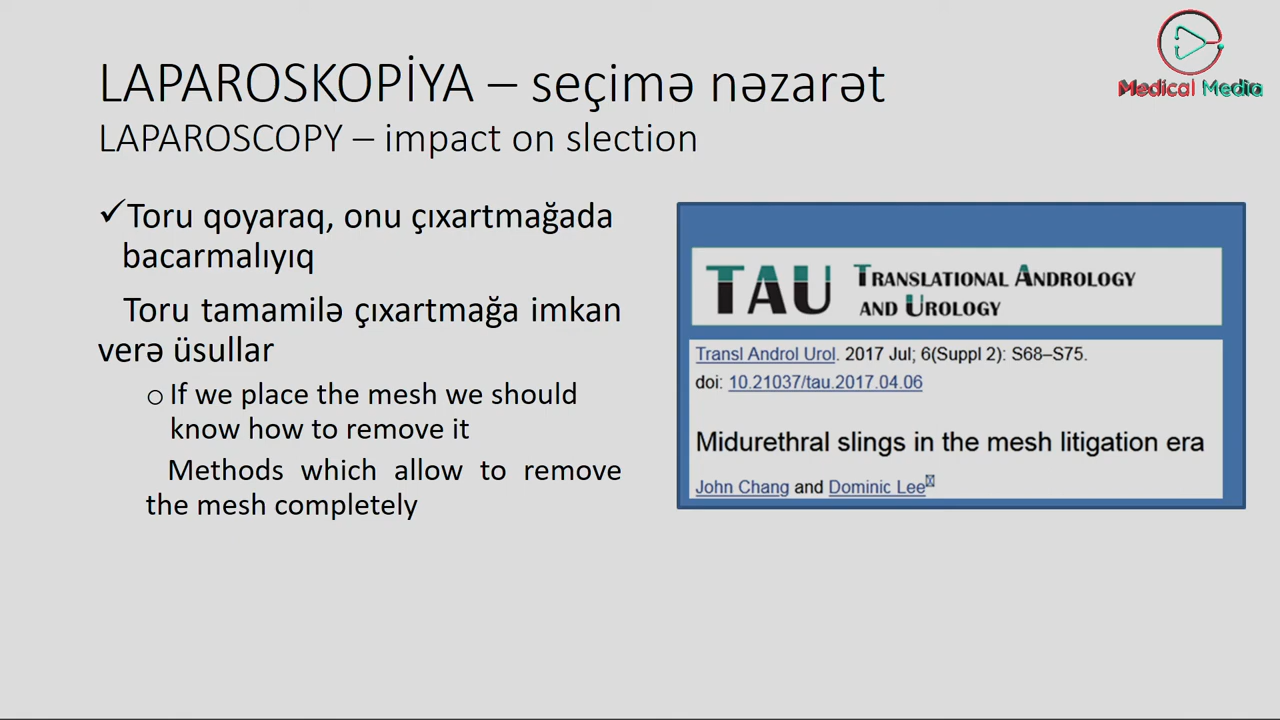 LAPAROSKOPİYA – seçimə nəzarət
LAPAROSCOPY – impact on slection
Medical Media
✓Toru qoyaraq, onu çıxartmağada
bacarmalıyıq
Toru tamamilə çıxartmağa imkan
verə üsullar
o If we place the mesh we should
know how to remove it
Methods which allow to remove
the mesh completely
TAU TRANSLATIONAL ANDROLOGY
AND UROLOGY
Transl Androl Urol. 2017 Jul; 6(Suppl 2): S68–S75.
doi: 10.21037/tau.2017.04.06
Midurethral slings in the mesh litigation era
John Chang and Dominic Lee